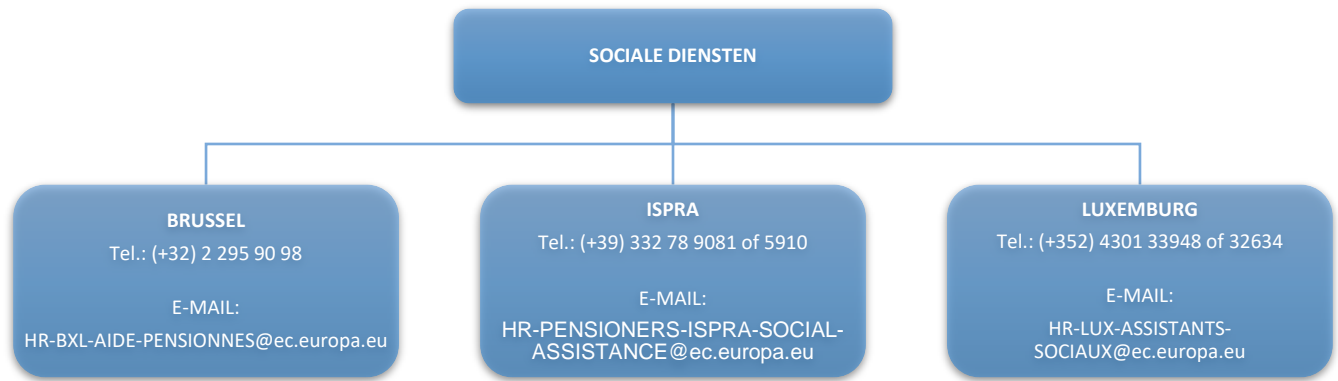 SOCIALE DIENSTEN
BRUSSEL
Tel.: (+32) 2 295 90 98
E-MAIL:
HR-BXL-AIDE-PENSIONNES@ec.europa.eu
ISPRA
Tel.: (+39) 332 78 9081 of 5910
E-MAIL:
HR-PENSIONERS-ISPRA-SOCIAL-
ASSISTANCE@ec.europa.eu
LUXEMBURG
Tel.: (+352) 4301 33948 of 32634
E-MAIL:
HR-LUX-ASSISTANTS-
SOCIAUX@ec.europa.eu